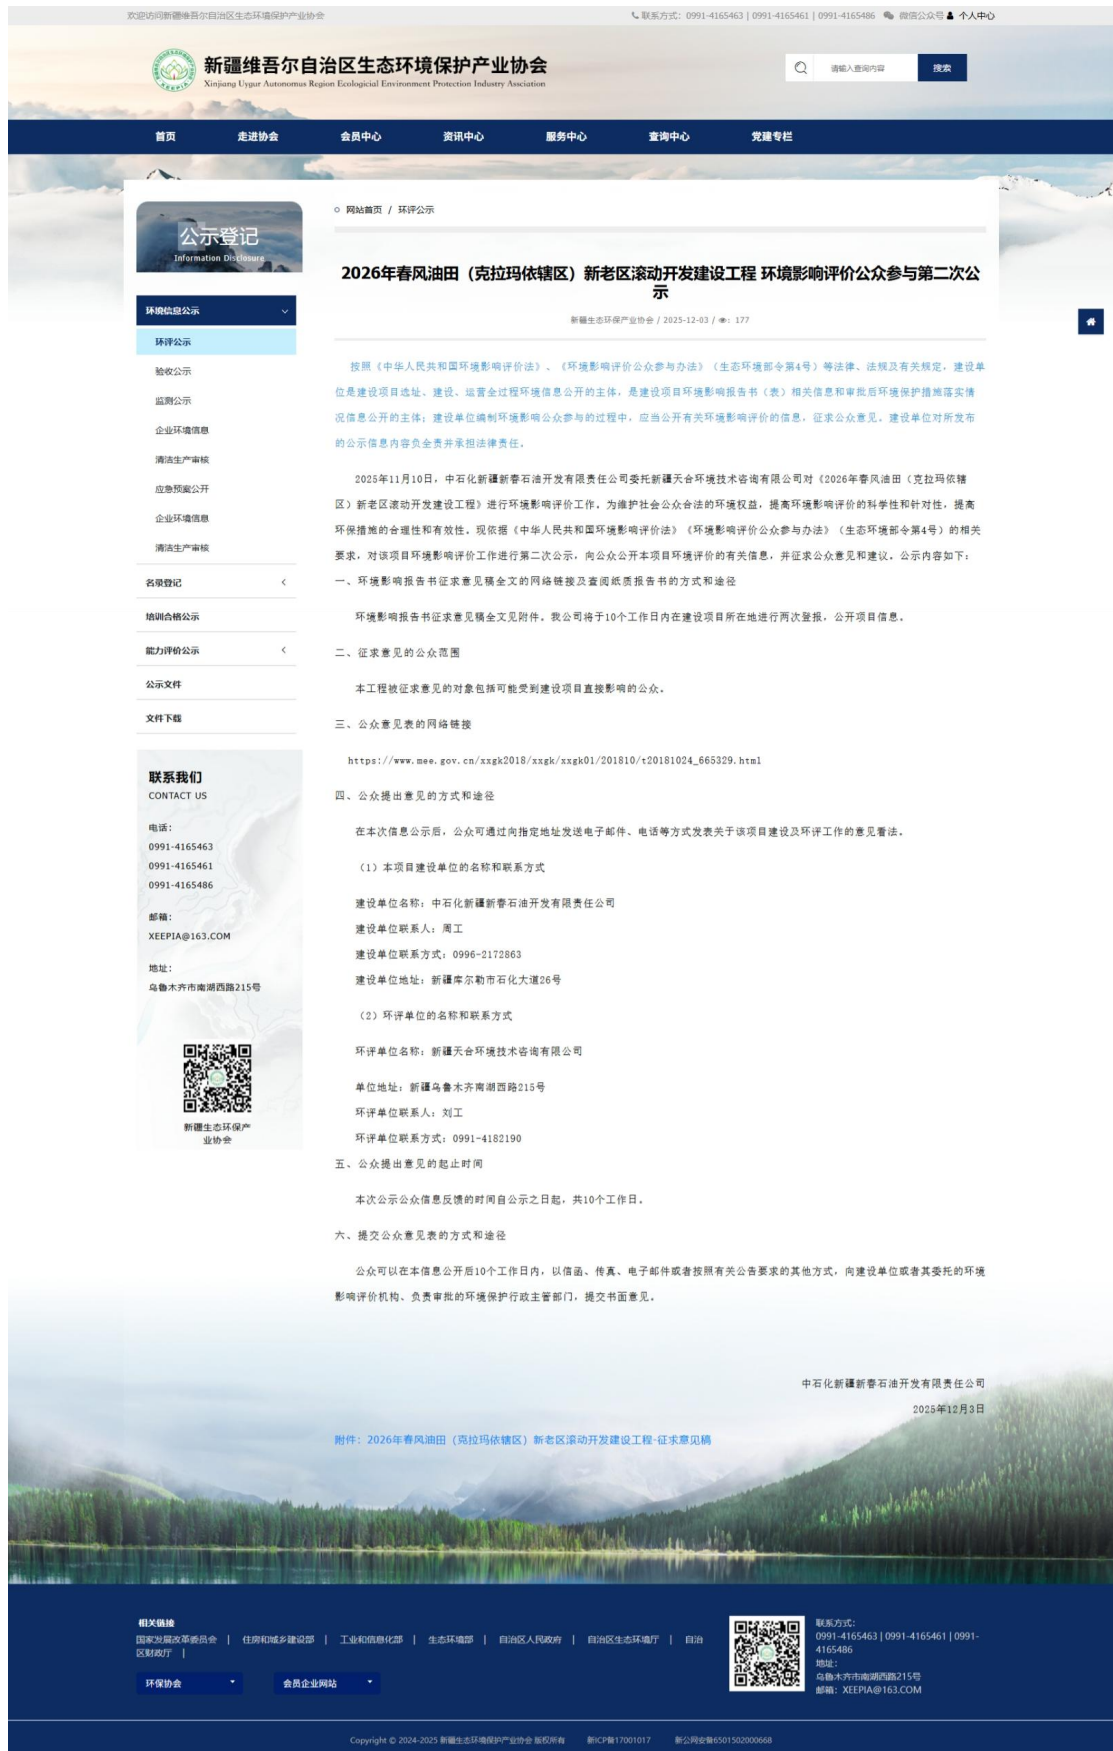 欢迎访问新疆维吾尔自治区生态环境保护产业协会
联系方式：0991-4165463 | 0991-4165461 | 0991-4165486 微信公众号 个人中心
新疆维吾尔自治区生态环境保护产业协会
Xinjiang Uygur Autonomus Region Ecologicial Environment Protection Industry Assciation
XEEPIA
请输入查询内容 搜索
首页 走进协会 会员中心 资讯中心 服务中心 查询中心 党建专栏
公示登记
Information Disclosure
环境信息公示
环评公示
验收公示
监测公示
企业环境信息
清洁生产审核
应急预案公开
企业环境信息
清洁生产审核
名录登记
培训合格公示
能力评价公示
公示文件
文件下载
联系我们
CONTACT US
电话：
0991-4165463
0991-4165461
0991-4165486
邮箱：
XEEPIA@163.COM
地址：
乌鲁木齐市南湖西路215号
新疆生态环保产
业协会
网站首页 / 环评公示
2026年春风油田（克拉玛依辖区）新老区滚动开发建设工程 环境影响评价公众参与第二次公
示
新疆生态环保产业协会 / 2025-12-03 / ：177
按照《中华人民共和国环境影响评价法》、《环境影响评价公众参与办法》（生态环境部令第4号）等法律、法规及有关规定，建设单
位是建设项目选址、建设、运营全过程环境信息公开的主体，是建设项目环境影响报告书（表）相关信息和审批后环境保护措施落实情
况信息公开的主体；建设单位编制环境影响公众参与的过程中，应当公开有关环境影响评价的信息，征求公众意见。建设单位对所发布
的公示信息内容负全责并承担法律责任。
2025年11月10日，中石化新疆新春石油开发有限责任公司委托新疆天合环境技术咨询有限公司对《2026年春风油田（克拉玛依辖
区）新老区滚动开发建设工程》进行环境影响评价工作。为维护社会公众合法的环境权益，提高环境影响评价的科学性和针对性，提高
环保措施的合理性和有效性。现依据《中华人民共和国环境影响评价法》《环境影响评价公众参与办法》（生态环境部令第4号）的相关
要求，对该项目环境影响评价工作进行第二次公示，向公众公开本项目环境评价的有关信息，并征求公众意见和建议。公示内容如下：
一、环境影响报告书征求意见稿全文的网络链接及查阅纸质报告书的方式和途径
环境影响报告书征求意见稿全文见附件。我公司将于10个工作日内在建设项目所在地进行两次登报，公开项目信息。
二、征求意见的公众范围
本工程被征求意见的对象包括可能受到建设项目直接影响的公众。
三、公众意见表的网络链接
https://www.mee.gov.cn/xxgk2018/xxgk/xxgk01/201810/t20181024_665329.html
四、公众提出意见的方式和途径
在本次信息公示后，公众可通过向指定地址发送电子邮件、电话等方式发表关于该项目建设及环评工作的意见看法。
（1）本项目建设单位的名称和联系方式
建设单位名称：中石化新疆新春石油开发有限责任公司
建设单位联系人：周工
建设单位联系方式：0996-2172863
建设单位地址：新疆库尔勒市石化大道26号
（2）环评单位的名称和联系方式
环评单位名称：新疆天合环境技术咨询有限公司
单位地址：新疆乌鲁木齐南湖西路215号
环评单位联系人：刘工
环评单位联系方式：0991-4182190
五、公众提出意见的起止时间
本次公示公众信息反馈的时间自公示之日起，共10个工作日。
六、提交公众意见表的方式和途径
公众可以在本信息公开后10个工作日内，以信函、传真、电子邮件或者按照有关公告要求的其他方式，向建设单位或者其委托的环境
影响评价机构、负责审批的环境保护行政主管部门，提交书面意见。
中石化新疆新春石油开发有限责任公司
2025年12月3日
附件：2026年春风油田（克拉玛依辖区）新老区滚动开发建设工程-征求意见稿
相关链接
国家发展改革委员会 | 住房和城乡建设部 | 工业和信息化部 | 生态环境部 | 自治区人民政府 | 自治区生态环境厅 | 自治
区财政厅 |
环保协会 会员企业网站
联系方式：
0991-4165463 | 0991-4165461 | 0991-
4165486
地址：
乌鲁木齐市南湖西路215号
邮箱：XEEPIA@163.COM
Copyright © 2024-2025 新疆生态环境保护产业协会 版权所有 新ICP备17001017 新公网安备6501502000668